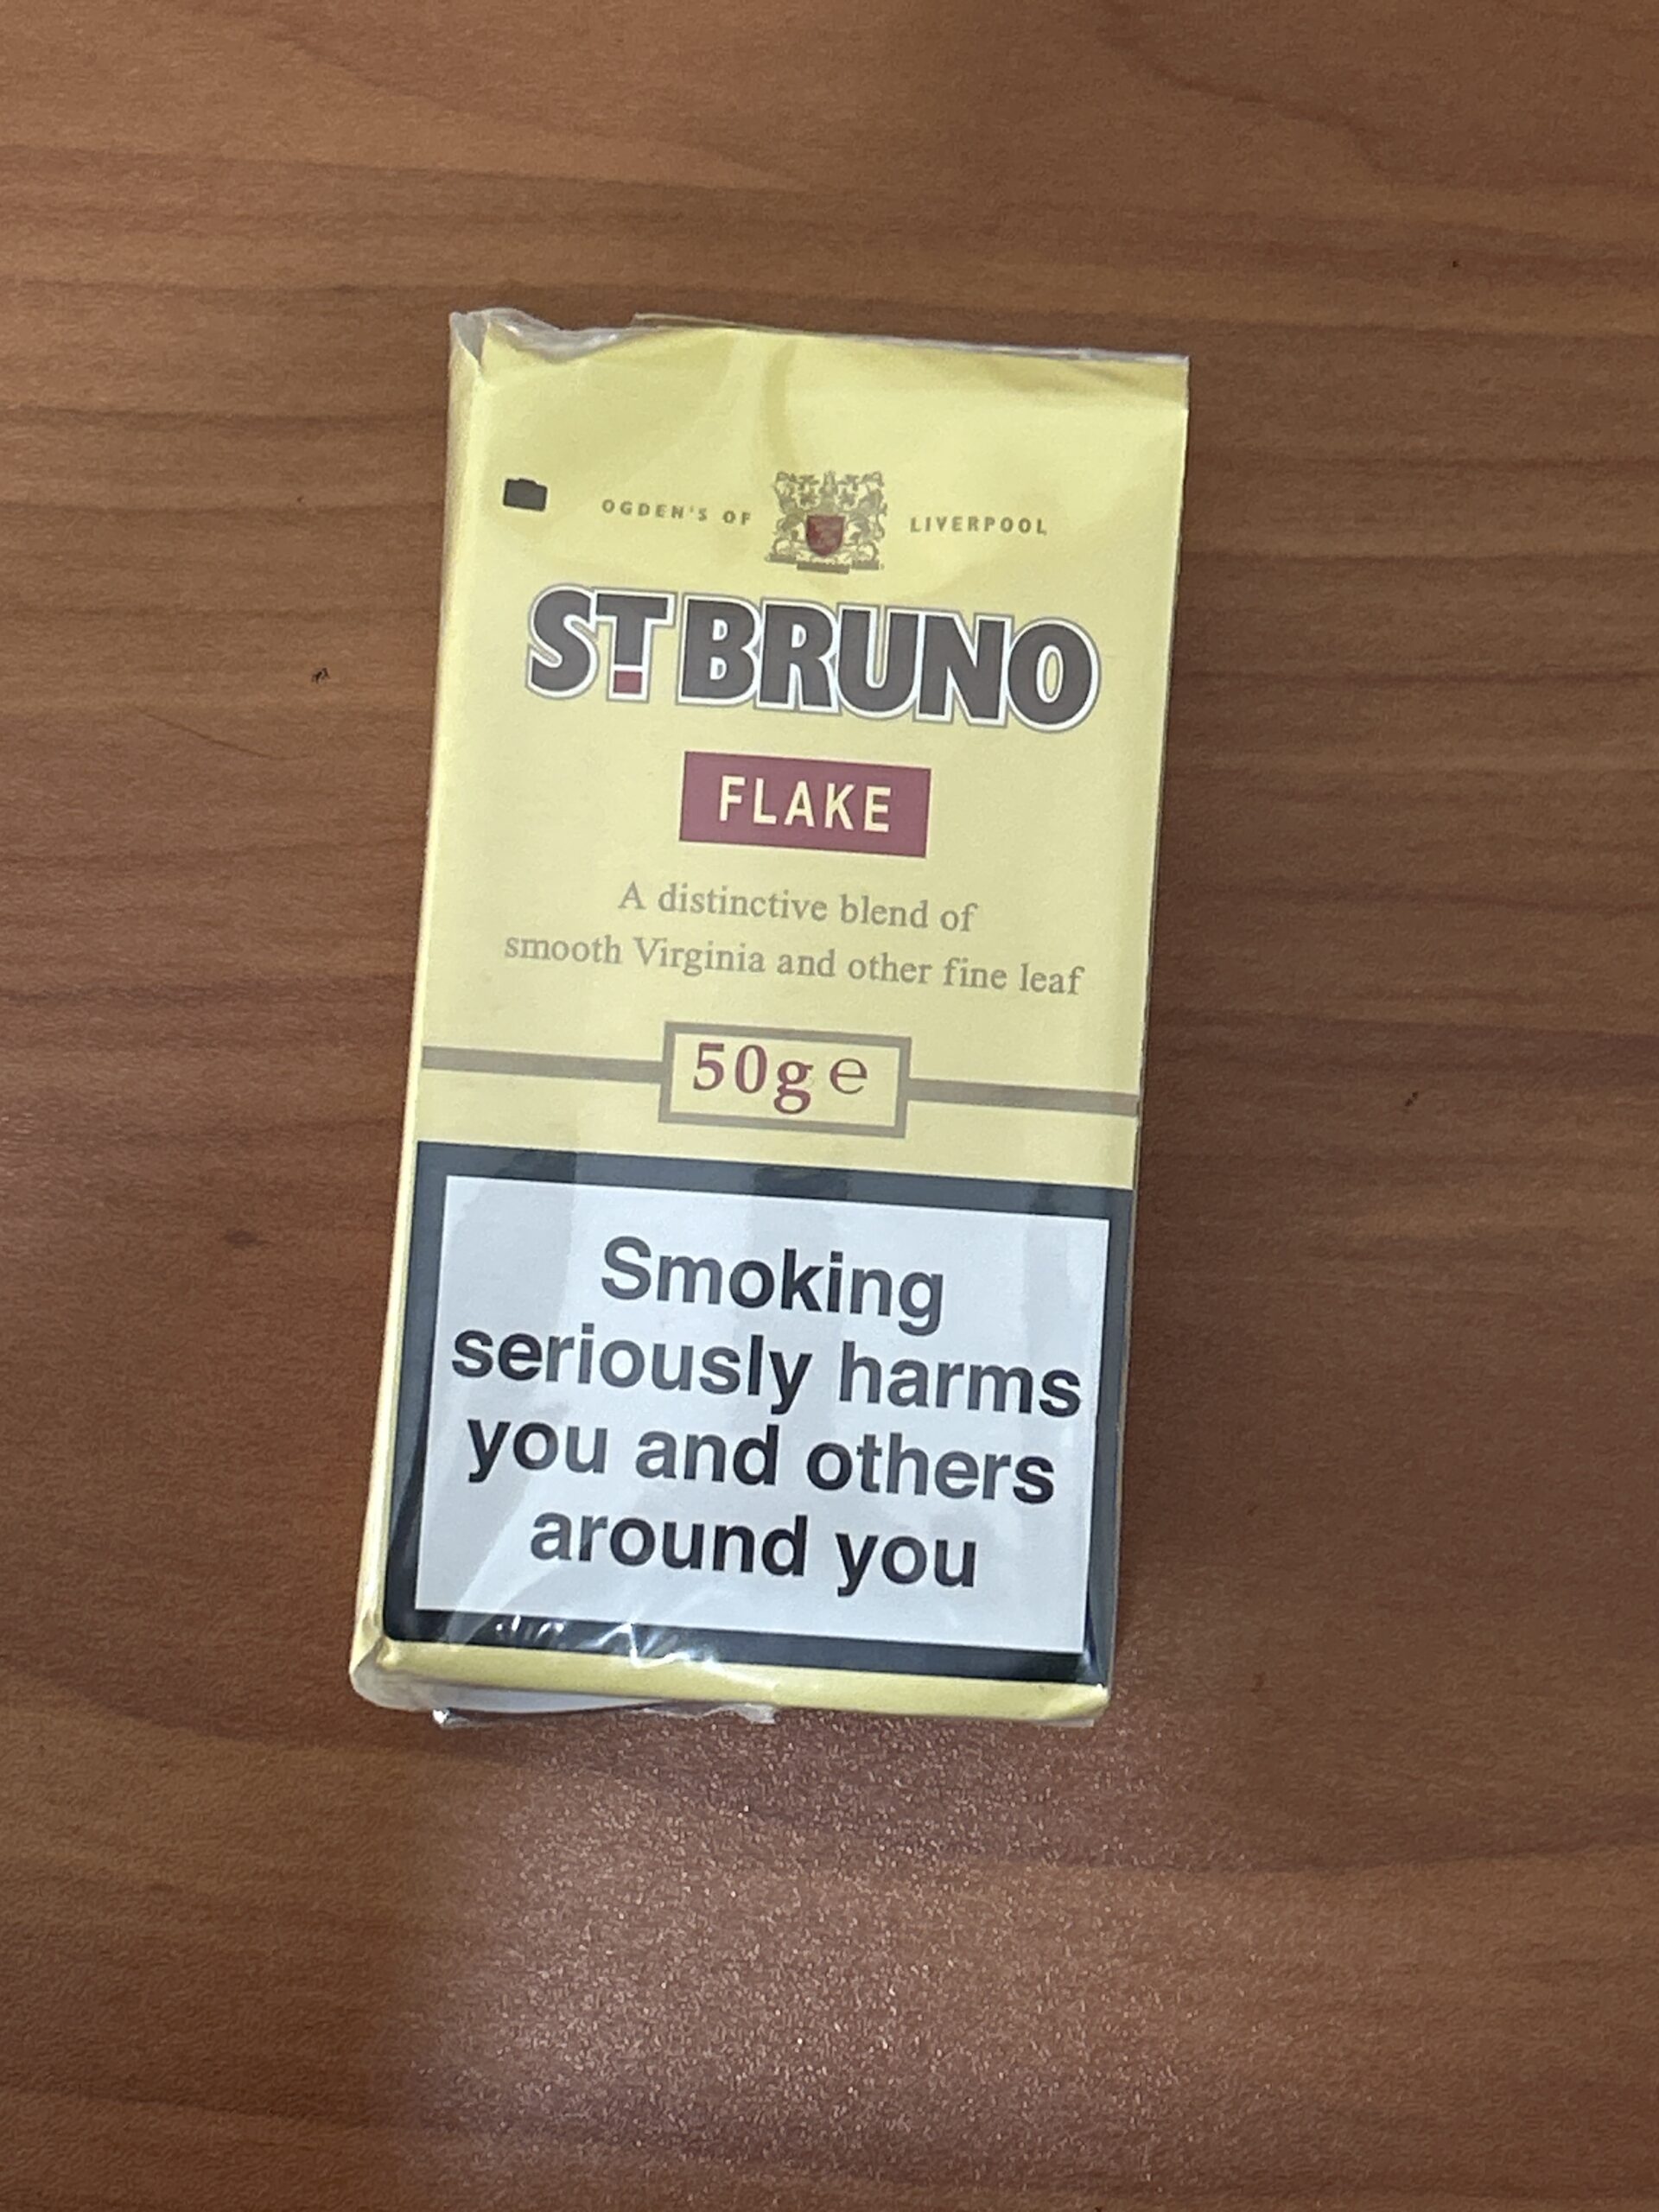 OGDEN'S OF LIVERPOOL
ST BRUNO
FLAKE
A distinctive blend of
smooth Virginia and other fine leaf
50g ℮
Smoking
seriously harms
you and others
around you